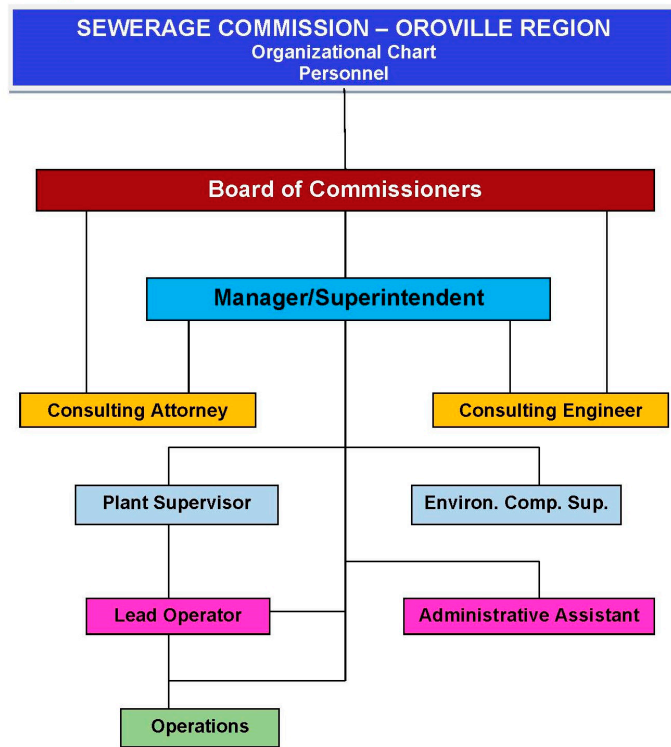 SEWERAGE COMMISSION – OROVILLE REGION
Organizational Chart
Personnel
Board of Commissioners
Manager/Superintendent
Consulting Attorney
Consulting Engineer
Plant Supervisor
Environ. Comp. Sup.
Lead Operator
Administrative Assistant
Operations